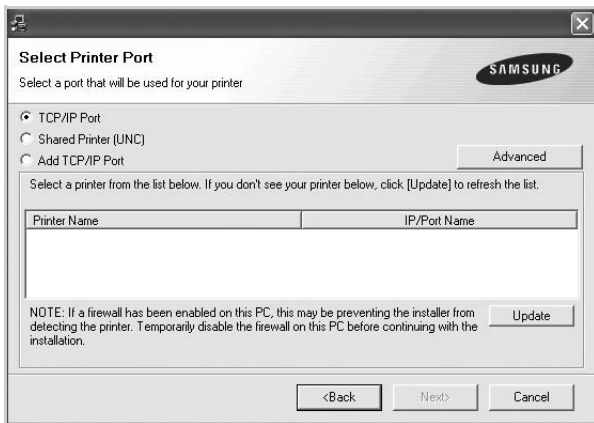 Select Printer Port
Select a port that will be used for your printer
SAMSUNG
TCP/IP Port
Shared Printer (UNC)
Add TCP/IP Port
Advanced
Select a printer from the list below. If you don't see your printer below, click [Update] to refresh the list.
Printer Name IP/Port Name
NOTE: If a firewall has been enabled on this PC, this may be preventing the installer from
detecting the printer. Temporarily disable the firewall on this PC before continuing with the
installation.
Update
<Back Next> Cancel